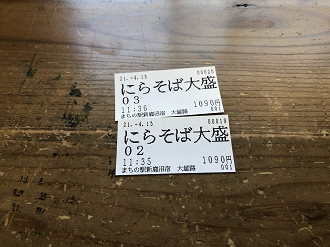 21.-4.15 00020
にらそば大盛
03
11:36 1090円
まちの駅新鹿沼宿 大越路 001
21.-4.15 00019
にらそば大盛
02
11:35 1090円
まちの駅新鹿沼宿 大越路 001